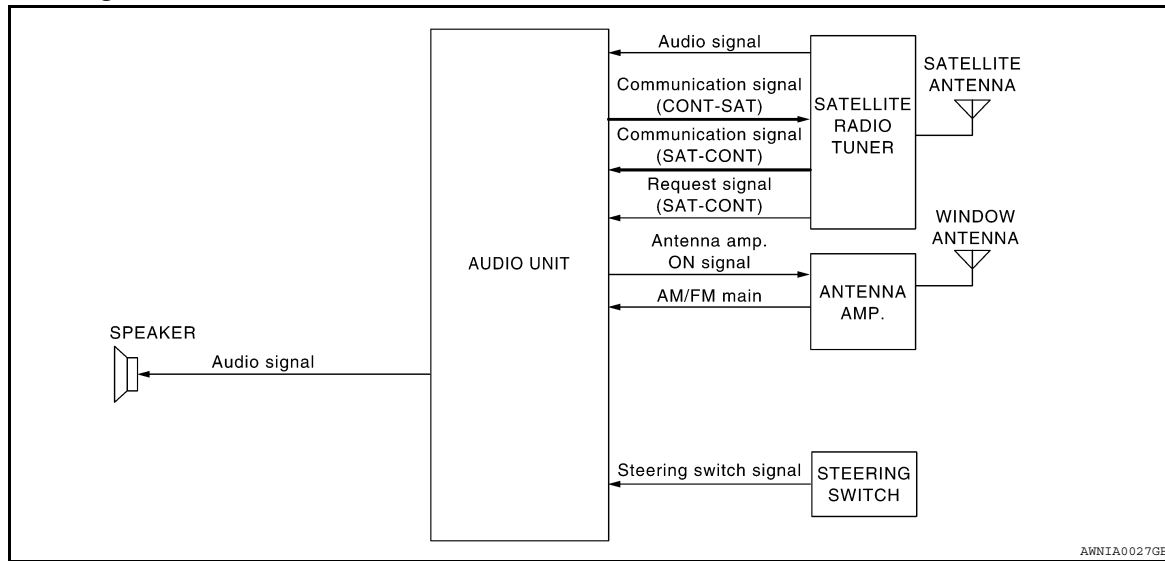 Audio signal
Communication signal
(CONT-SAT)
Communication signal
(SAT-CONT)
Request signal
(SAT-CONT)
SATELLITE
RADIO
TUNER
SATELLITE
ANTENNA
AUDIO UNIT
Antenna amp.
ON signal
AM/FM main
ANTENNA
AMP.
WINDOW
ANTENNA
SPEAKER
Audio signal
Steering switch signal
STEERING
SWITCH